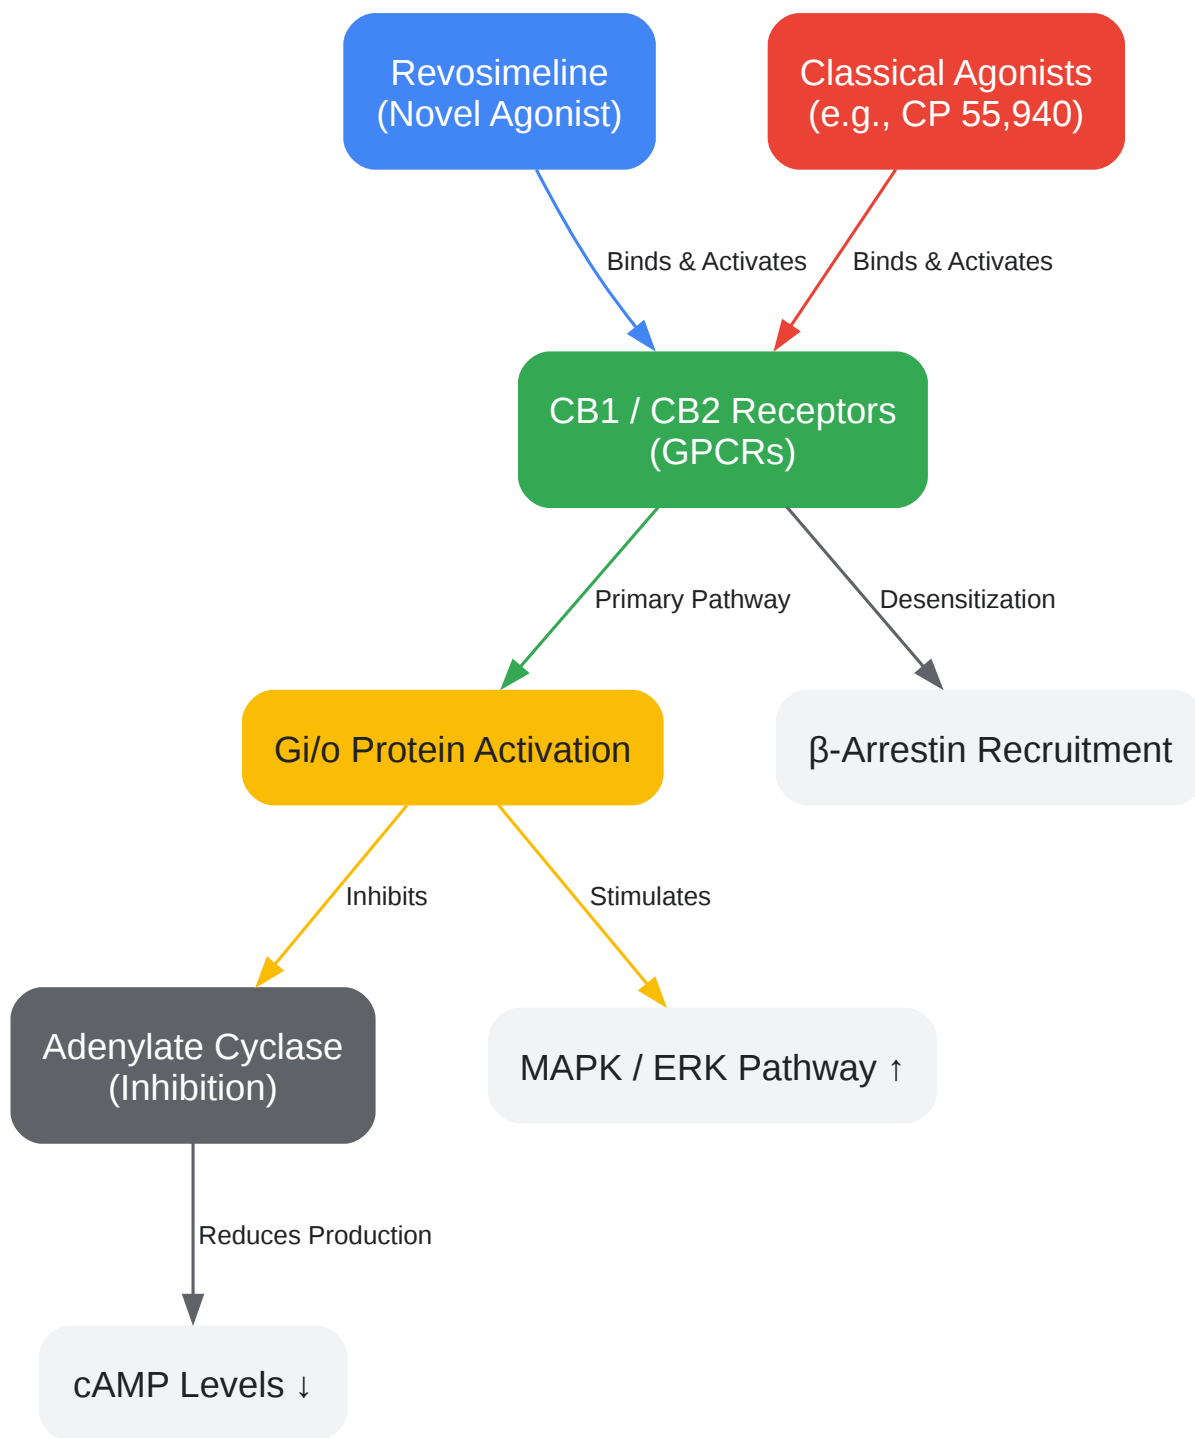 Revosimeline
(Novel Agonist)
Classical Agonists
(e.g., CP 55,940)
Binds & Activates
Binds & Activates
CB1 / CB2 Receptors
(GPCRs)
Primary Pathway
Desensitization
Gi/o Protein Activation
β-Arrestin Recruitment
Inhibits
Stimulates
Adenylate Cyclase
(Inhibition)
MAPK / ERK Pathway ↑
Reduces Production
cAMP Levels ↓